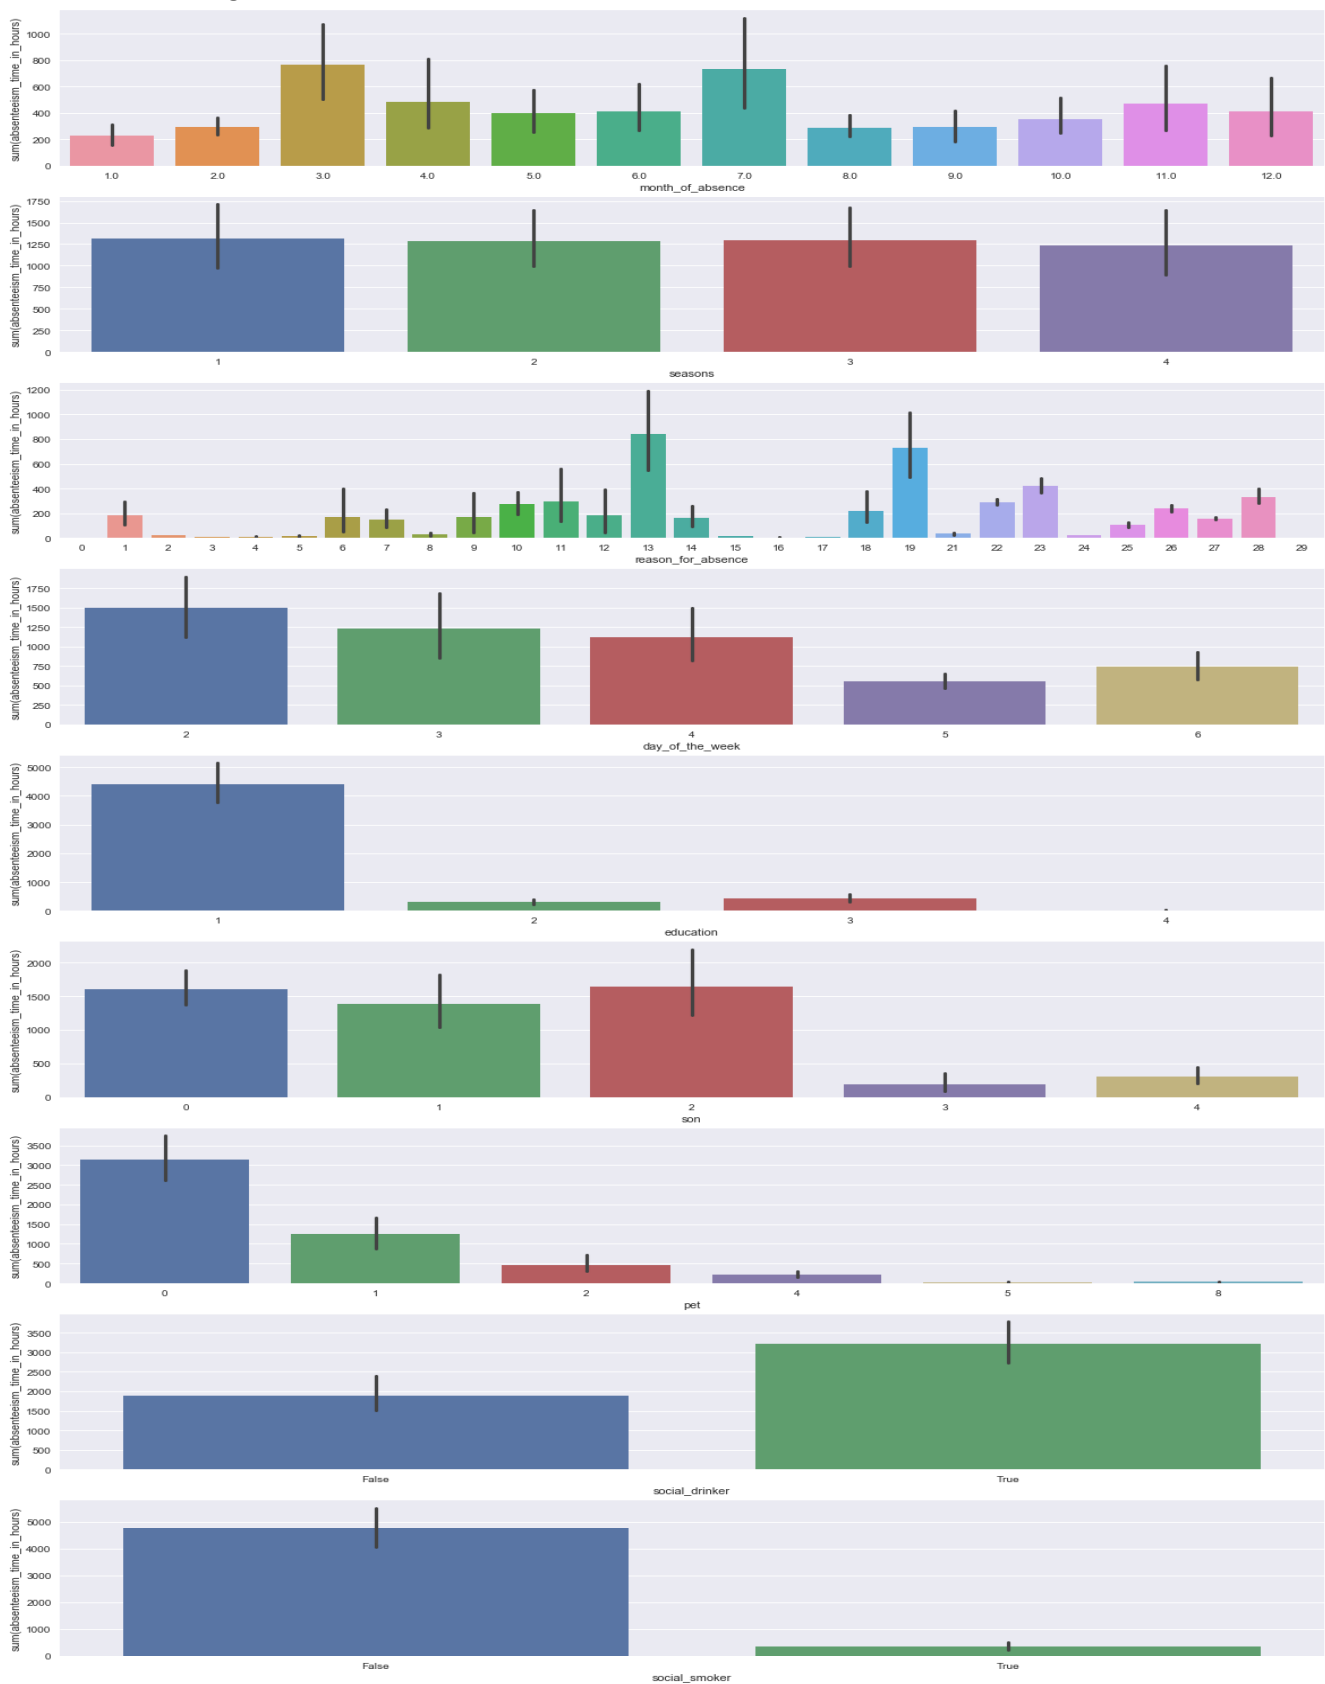 sum(absenteeism_time_in_hours)
1000
800
600
400
200
0
1.0 2.0 3.0 4.0 5.0 6.0 7.0 8.0 9.0 10.0 11.0 12.0
month_of_absence
sum(absenteeism_time_in_hours)
1750
1500
1250
1000
750
500
250
0
1 2 3 4
seasons
sum(absenteeism_time_in_hours)
1200
1000
800
600
400
200
0
0 1 2 3 4 5 6 7 8 9 10 11 12 13 14 15 16 17 18 19 21 22 23 24 25 26 27 28 29
reason_for_absence
sum(absenteeism_time_in_hours)
1750
1500
1250
1000
750
500
250
0
2 3 4 5 6
day_of_the_week
sum(absenteeism_time_in_hours)
5000
4000
3000
2000
1000
0
1 2 3 4
education
sum(absenteeism_time_in_hours)
2000
1500
1000
500
0
0 1 2 3 4
son
sum(absenteeism_time_in_hours)
3500
3000
2500
2000
1500
1000
500
0
0 1 2 4 5 8
pet
sum(absenteeism_time_in_hours)
3500
3000
2500
2000
1500
1000
500
0
False True
social_drinker
sum(absenteeism_time_in_hours)
5000
4000
3000
2000
1000
0
False True
social_smoker